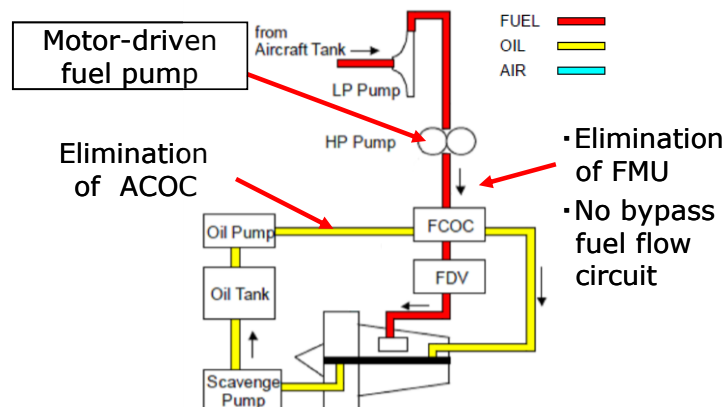 Motor-driven
fuel pump
from
Aircraft Tank
LP Pump
FUEL
OIL
AIR
HP Pump
Elimination
of ACOC
・Elimination
of FMU
・No bypass
fuel flow
circuit
Oil Pump
FCOC
FDV
Oil Tank
Scavenge
Pump